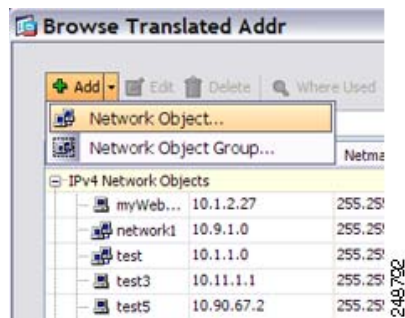 Browse Translated Addr
Add Edit Delete Where Used
Network Object...
Network Object Group...
Netma
IPv4 Network Objects
myWeb... 10.1.2.27 255.25
network1 10.9.1.0 255.25
test 10.1.1.0 255.25
test3 10.11.1.1 255.25
test5 10.90.67.2 255.25
248792